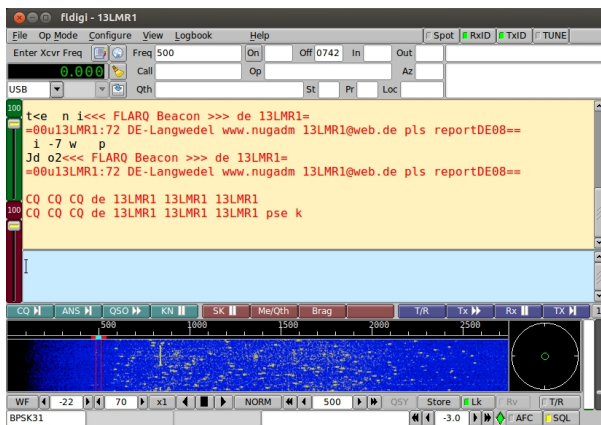 fldigi - 13LMR1
File Op Mode Configure View Logbook Help Spot RxID TxID TUNE
Enter Xcvr Freq Freq 500 On Off 0742 In Out
0.000 Call Op Az
USB Qth St Pr Loc
100
t<e n i<<< FLARQ Beacon >>> de 13LMR1=
=00u13LMR1:72 DE-Langwedel www.nugadm 13LMR1@web.de pls reportDE08==
i -7 w p
Jd o2<<< FLARQ Beacon >>> de 13LMR1=
=00u13LMR1:72 DE-Langwedel www.nugadm 13LMR1@web.de pls reportDE08==
CQ CQ CQ de 13LMR1 13LMR1 13LMR1
100
CQ CQ CQ de 13LMR1 13LMR1 13LMR1 pse k
CQ ANS QSO KN SK Me/Qth Brag T/R Tx Rx TX 1
500 1000 1500 2000 2500
WF -22 70 x1 NORM 500 QSY Store Lk Rv T/R
BPSK31 -3.0 AFC SQL